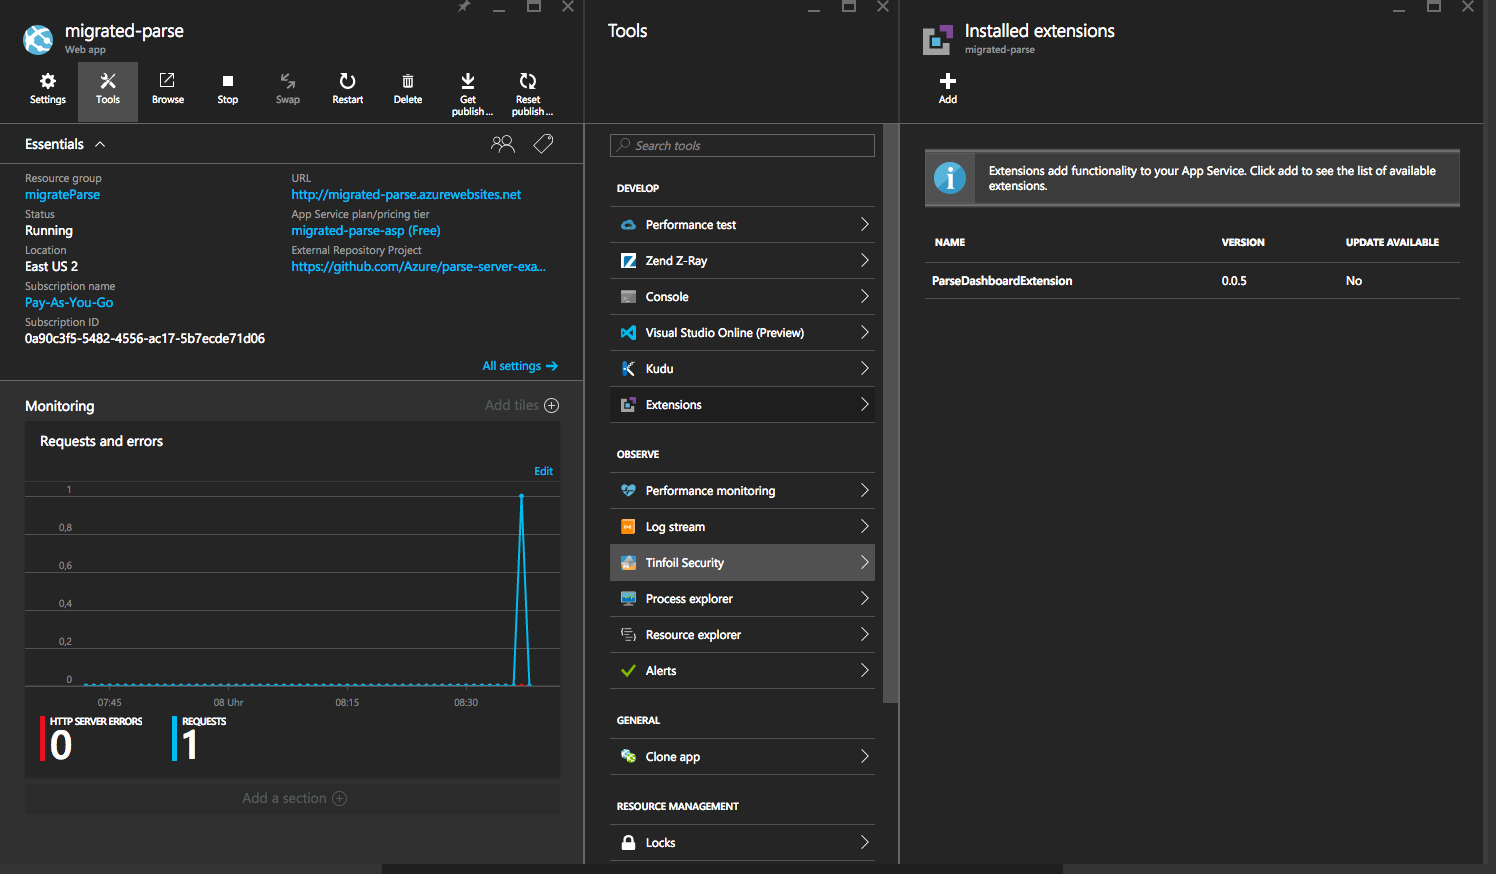 migrated-parse
Web app
Settings
Tools
Browse
Stop
Swap
Restart
Delete
Get
publish ...
Reset
publish ...
Essentials
Resource group
migrateParse
Status
Running
Location
East US 2
Subscription name
Pay-As-You-Go
Subscription ID
0a90c3f5-5482-4556-ac17-5b7ecde71d06
URL
http://migrated-parse.azurewebsites.net
App Service plan/pricing tier
migrated-parse-asp (Free)
External Repository Project
https://github.com/Azure/parse-server-exa...
All settings
Monitoring
Add tiles
Requests and errors
Edit
1
0,8
0,6
0,4
0,2
0
07:45
08 Uhr
08:15
08:30
HTTP SERVER ERRORS
0
REQUESTS
1
Add a section
Tools
Search tools
DEVELOP
Performance test
Zend Z-Ray
Console
Visual Studio Online (Preview)
Kudu
Extensions
OBSERVE
Performance monitoring
Log stream
Tinfoil Security
Process explorer
Resource explorer
Alerts
GENERAL
Clone app
RESOURCE MANAGEMENT
Locks
Installed extensions
migrated-parse
Add
Extensions add functionality to your App Service. Click add to see the list of available
extensions.
NAME VERSION UPDATE AVAILABLE
ParseDashboardExtension 0.0.5 No